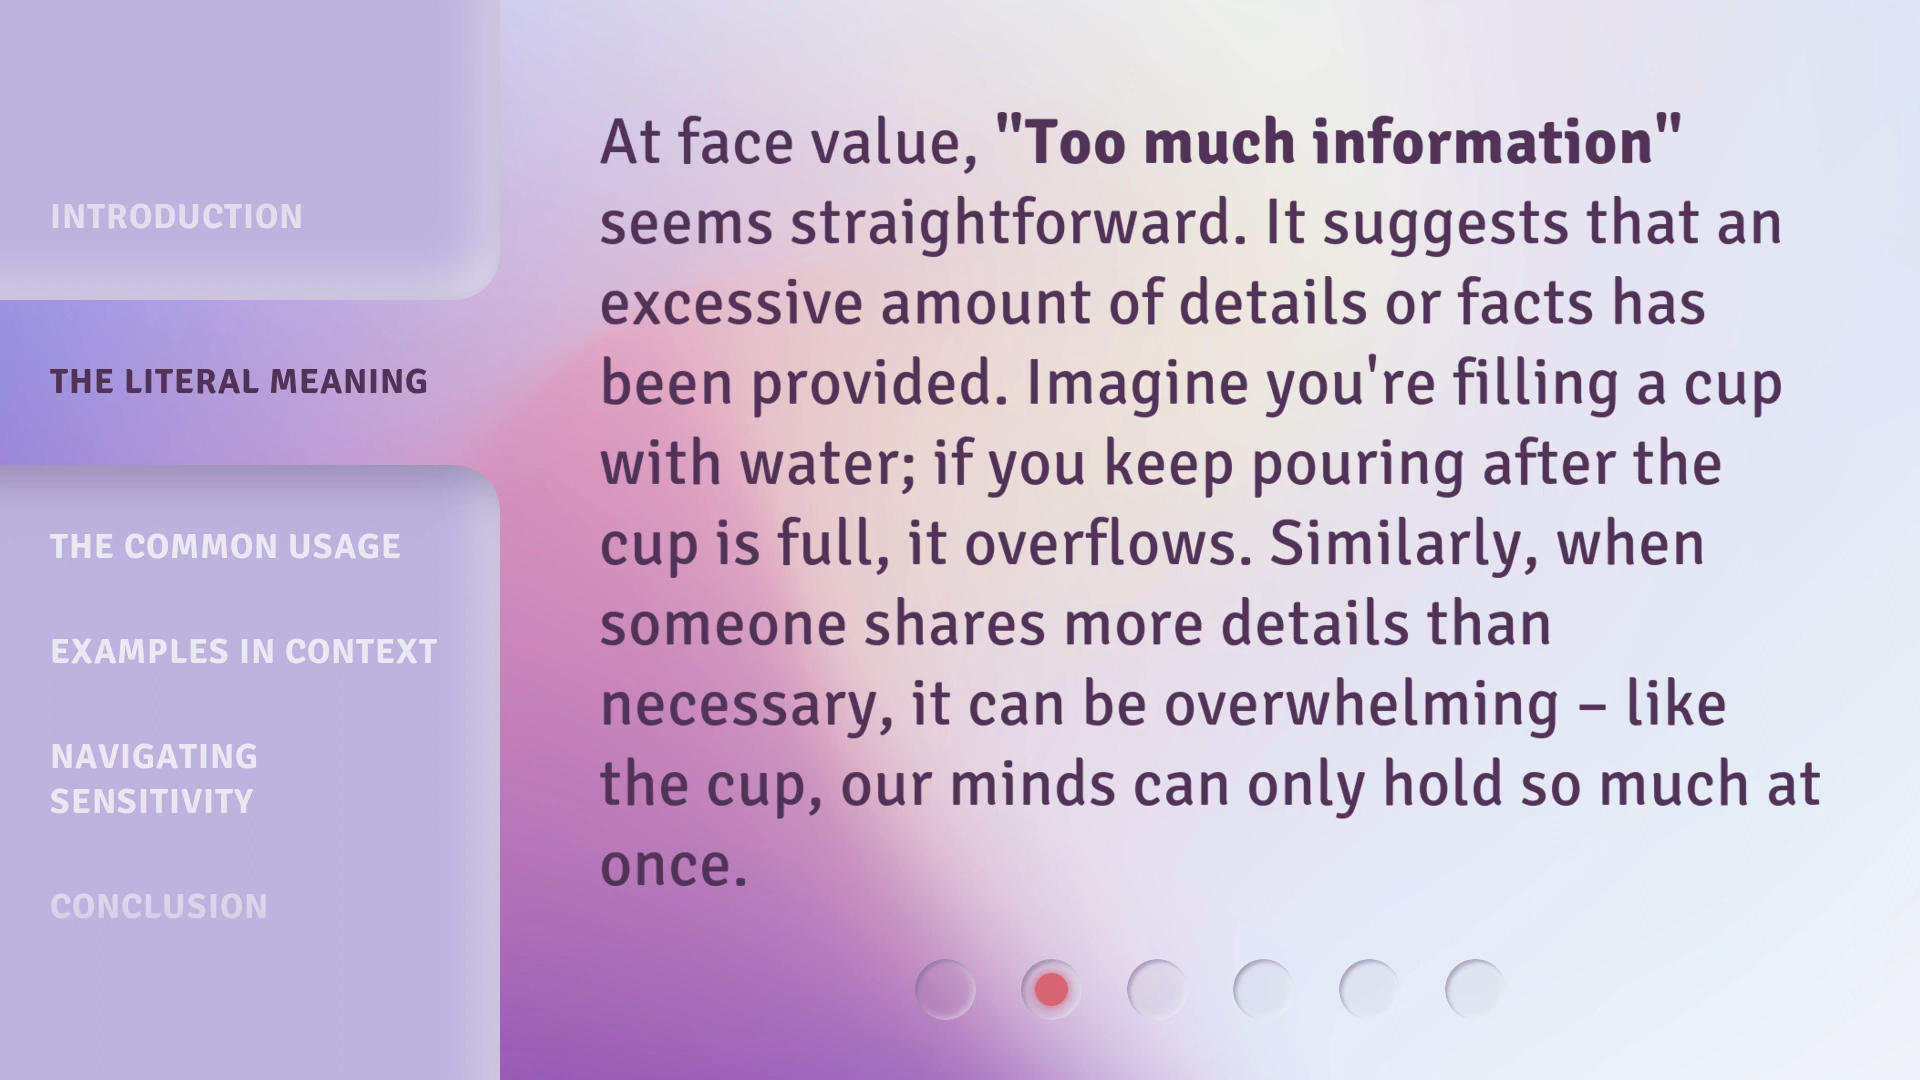 INTRODUCTION
THE LITERAL MEANING
THE COMMON USAGE
EXAMPLES IN CONTEXT
NAVIGATING
SENSITIVITY
CONCLUSION
At face value, "Too much information"
seems straightforward. It suggests that an
excessive amount of details or facts has
been provided. Imagine you're filling a cup
with water; if you keep pouring after the
cup is full, it overflows. Similarly, when
someone shares more details than
necessary, it can be overwhelming – like
the cup, our minds can only hold so much at
once.